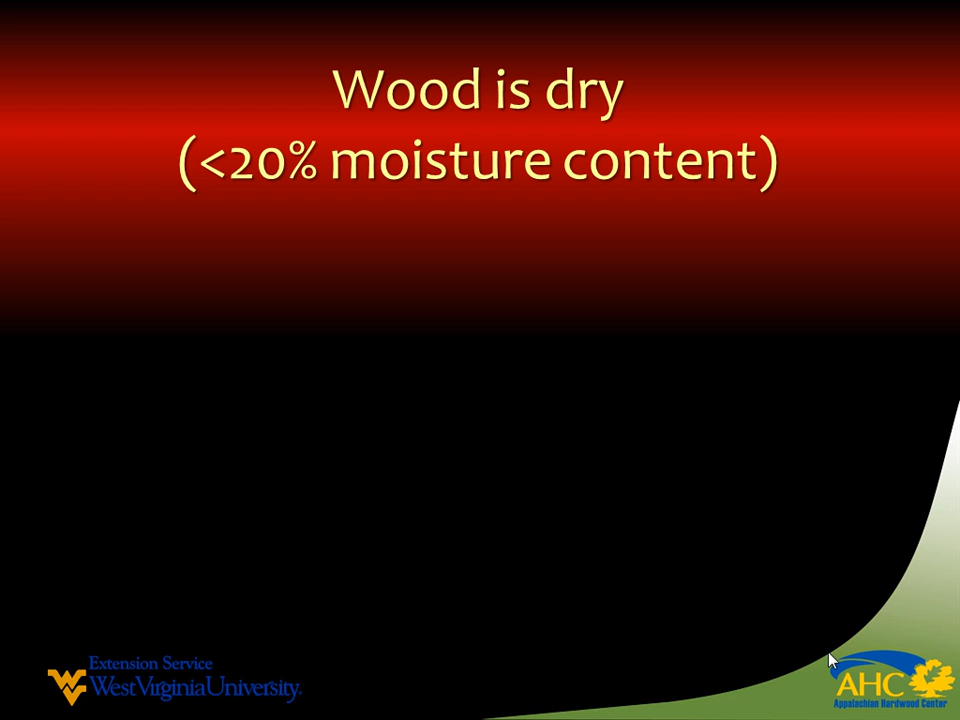 Wood is dry
(<20% moisture content)
Extension Service
WestVirginiaUniversity.
AHC
Appalachian Hardwood Center